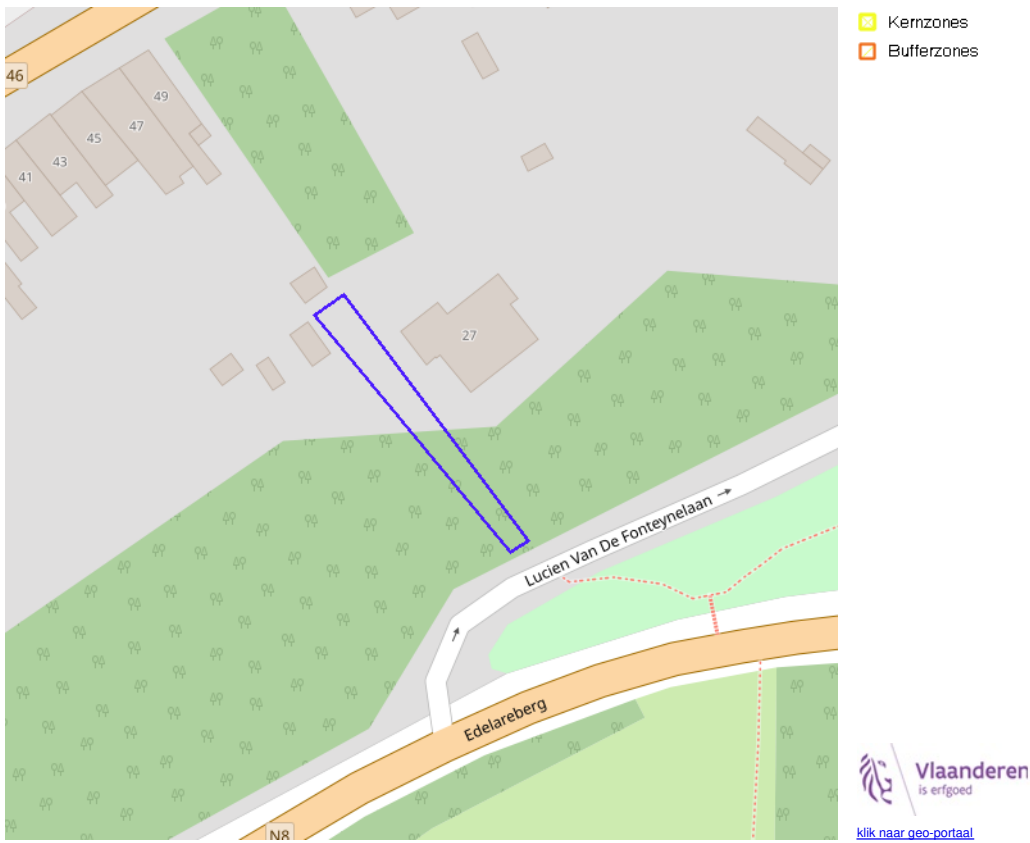 Kernzones
Bufferzones
46
49
47
45
43
41
27
Lucien Van De Fonteynelaan
Edelareberg
N8
Vlaanderen
is erfgoed
klik naar geo-portaal